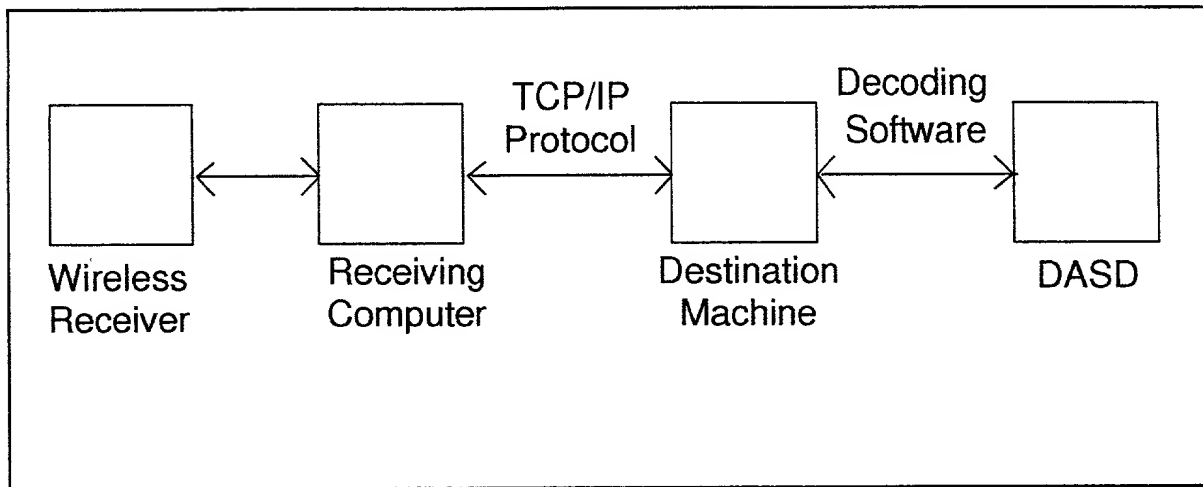 TCP/IP
Protocol
Decoding
Software
Wireless
Receiver
Receiving
Computer
Destination
Machine
DASD